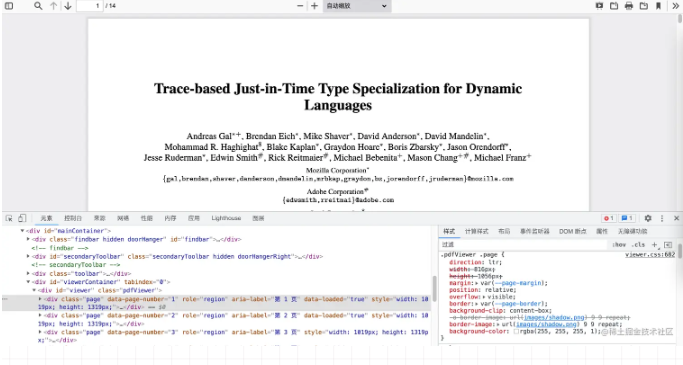 1 / 14
自动缩放
Trace-based Just-in-Time Type Specialization for Dynamic
Languages
Andreas Gal*+, Brendan Eich*, Mike Shaver*, David Anderson*, David Mandelin*,
Mohammad R. Haghighat$, Blake Kaplan*, Graydon Hoare*, Boris Zbarsky*, Jason Orendorff*,
Jesse Ruderman*, Edwin Smith#, Rick Reitmaier#, Michael Bebenita+, Mason Chang+#, Michael Franz+
Mozilla Corporation*
{gal,brendan,shaver,danderson,dmandelin,mrbkap,graydon,bz,jorendorff,jruderman}@mozilla.com
Adobe Corporation#
{edwsmith,rreitmai}@adobe.com
元素 控制台 源代码 网络 性能 内存 应用 Lighthouse
1 1
<div id="mainContainer">
<div class="findbar hidden doorHanger" id="findbar">…</div>
<!-- findbar -->
<div id="secondaryToolbar" class="secondaryToolbar hidden doorHangerRight">…</div>
<!-- secondaryToolbar -->
<div class="toolbar">…</div>
<div id="viewerContainer" tabindex="0">
<div id="viewer" class="pdfViewer">
<div class="page" data-page-number="1" role="region" aria-label="第 1 页" data-loaded="true" style="width: 10
19px; height: 1319px;">…</div> == $0
<div class="page" data-page-number="2" role="region" aria-label="第 2 页" data-loaded="true" style="width: 10
19px; height: 1319px;">…</div>
<div class="page" data-page-number="3" role="region" aria-label="第 3 页" style="width: 1019px; height: 1319p
x;">…</div>
样式 计算样式 布局 事件监听器 DOM 断点 属性 无障碍功能
过滤 :hov .cls +
.pdfViewer .page { viewer.css:682
direction: ltr;
width: 816px;
height: 1056px;
margin: var(--page-margin);
position: relative;
overflow: visible;
border: var(--page-border);
background-clip: content-box;
-o-border-image: url(images/shadow.png) 9 9 repeat;
border-image: url(images/shadow.png) 9 9 repeat;
background-color: rgba(255, 255, 255, 1);
}
@稀土掘金技术社区